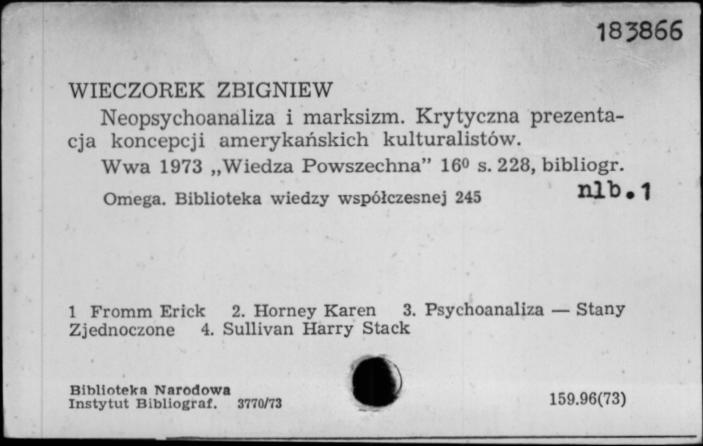 183866
WIECZOREK ZBIGNIEW
Neopsychoanaliza i marksizm. Krytyczna prezenta-
cja koncepcji amerykańskich kulturalistów.
Wwa 1973 „Wiedza Powszechna” 16⁰ s. 228, bibliogr.
nlb. 1
Omega. Biblioteka wiedzy współczesnej 245
1 Fromm Erick 2. Horney Karen 3. Psychoanaliza — Stany
Zjednoczone 4. Sullivan Harry Stack
Biblioteka Narodowa
Instytut Bibliograf. 3770/73
159.96(73)